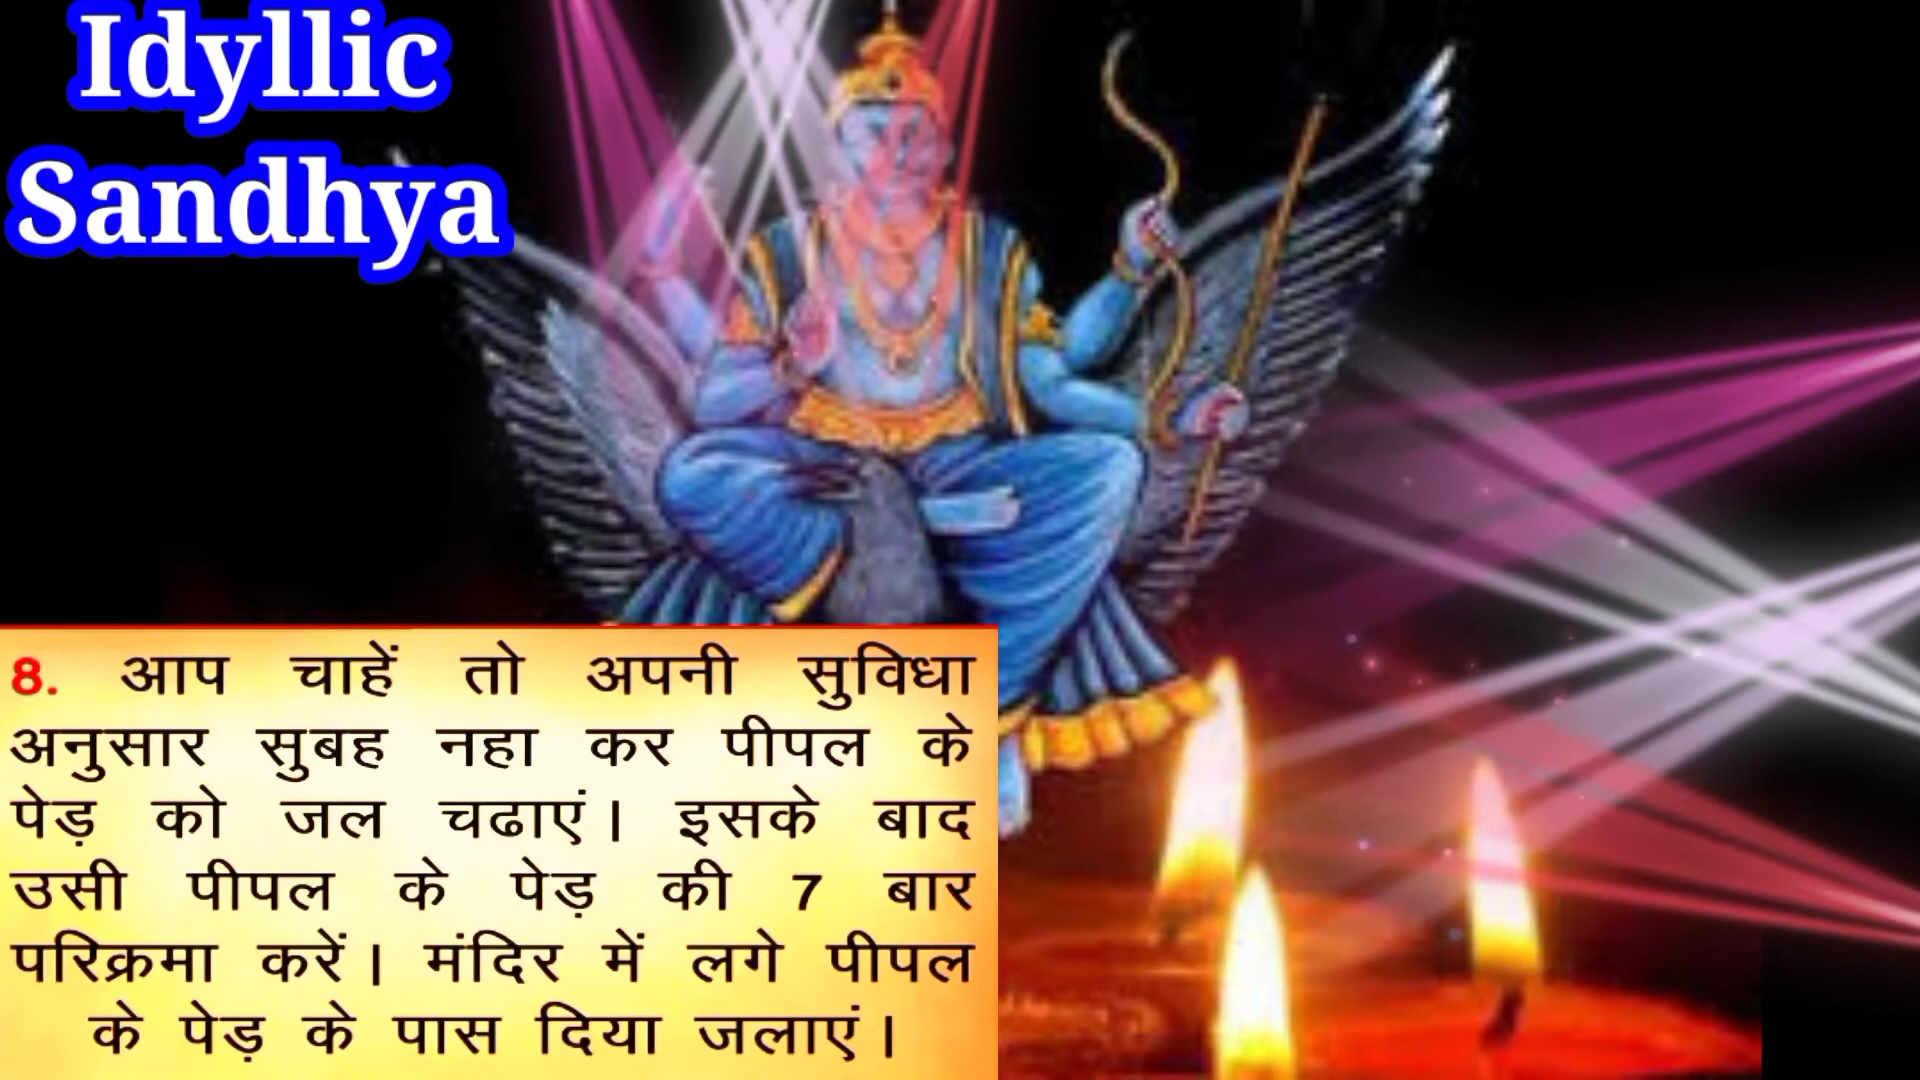 Idyllic
Sandhya
8. आप चाहें तो अपनी सुविधा
अनुसार सुबह नहा कर पीपल के
पेड़ को जल चढाएं।  इसके बाद
उसी पीपल के पेड़ की 7 बार
परिक्रमा करें। मंदिर में लगे पीपल
के पेड़ के पास दिया जलाएं।